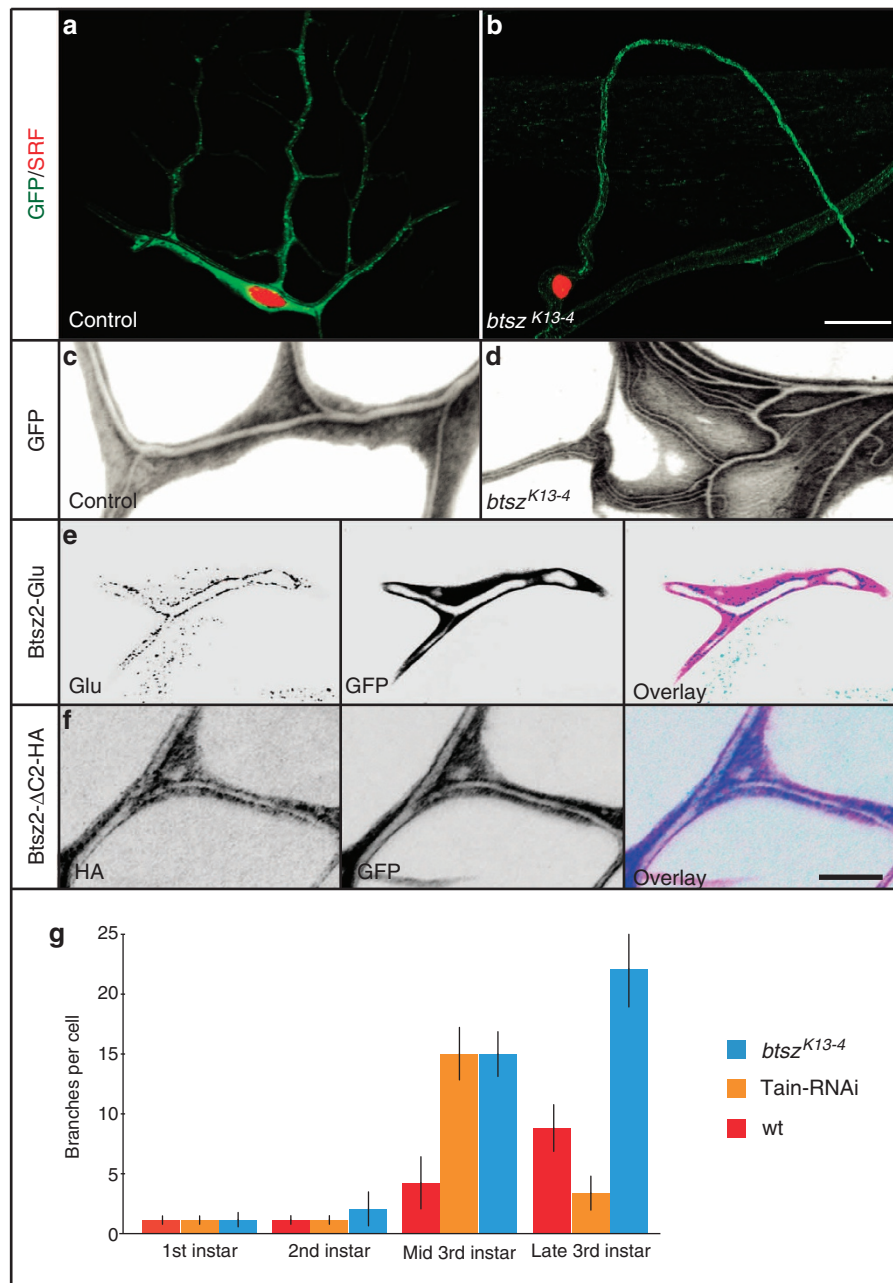 a
b
GFP/SRF
Control
btsz K13-4
c
d
GFP
Control
btsz K13-4
e
Btsz2-Glu
Glu
GFP
Overlay
f
Btsz2-ΔC2-HA
HA
GFP
Overlay
g
25
20
15
10
5
0
Branches per cell
1st instar
2nd instar
Mid 3rd instar
Late 3rd instar
btsz K13-4
Tain-RNAi
wt